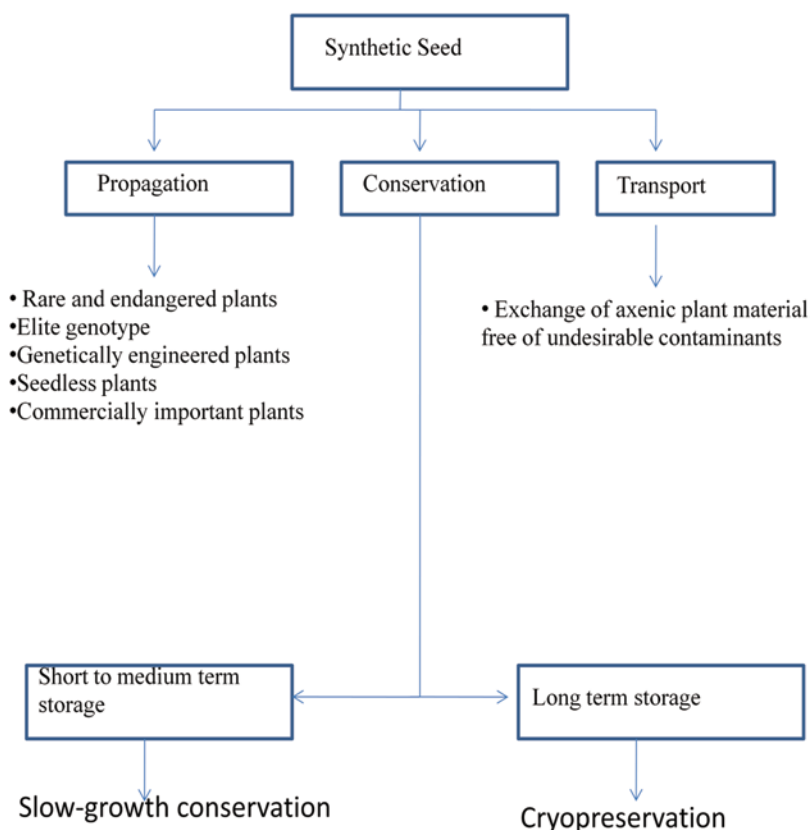 Synthetic Seed
Propagation
Conservation
Transport
• Rare and endangered plants
•Elite genotype
•Genetically engineered plants
•Seedless plants
•Commercially important plants
• Exchange of axenic plant material
free of undesirable contaminants
Short to medium term
storage
Long term storage
Slow-growth conservation
Cryopreservation